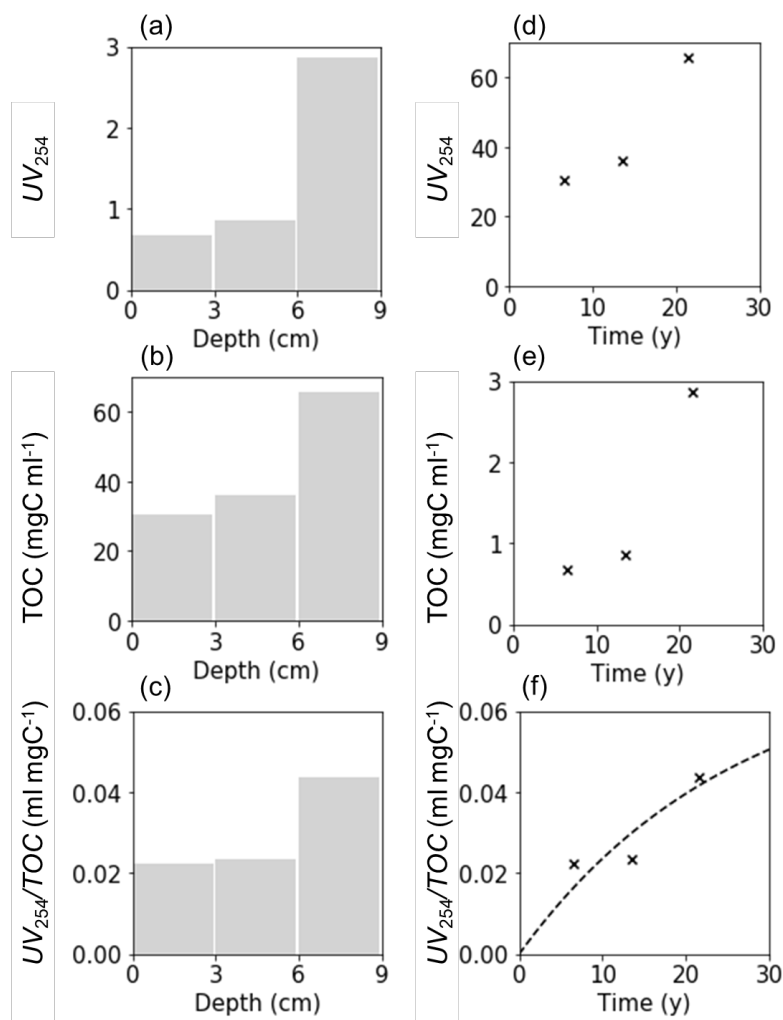 (a)
UV254
3
2
1
0
0 3 6 9
Depth (cm)
(d)
UV254
60
40
20
0
0 10 20 30
Time (y)
(b)
TOC (mgC ml-1)
60
40
20
0
0 3 6 9
Depth (cm)
(e)
TOC (mgC ml-1)
3
2
1
0
0 10 20 30
Time (y)
(c)
UV254/TOC (ml mgC-1)
0.06
0.04
0.02
0.00
0 3 6 9
Depth (cm)
(f)
UV254/TOC (ml mgC-1)
0.06
0.04
0.02
0.00
0 10 20 30
Time (y)